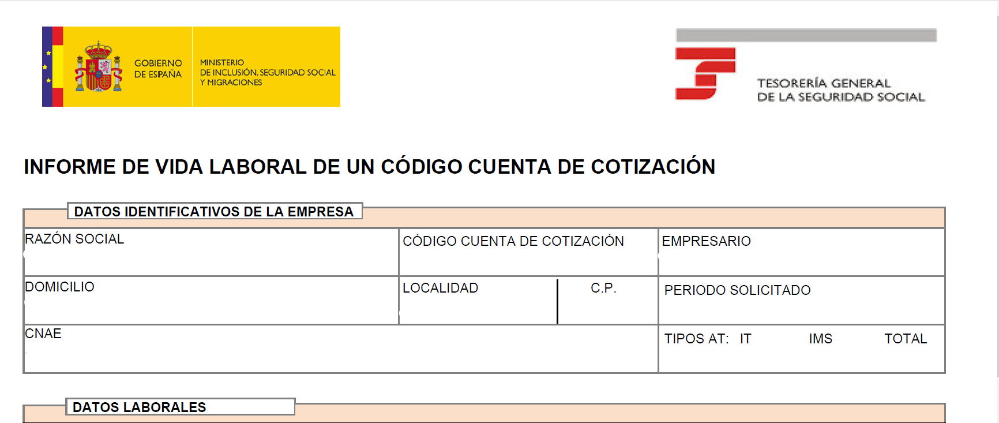 GOBIERNO
DE ESPAÑA
MINISTERIO
DE INCLUSIÓN, SEGURIDAD SOCIAL
Y MIGRACIONES
TESORERÍA GENERAL
DE LA SEGURIDAD SOCIAL
INFORME DE VIDA LABORAL DE UN CÓDIGO CUENTA DE COTIZACIÓN
DATOS IDENTIFICATIVOS DE LA EMPRESA
RAZÓN SOCIAL
CÓDIGO CUENTA DE COTIZACIÓN
EMPRESARIO
DOMICILIO
LOCALIDAD
C.P.
PERIODO SOLICITADO
CNAE
TIPOS AT: IT IMS TOTAL
DATOS LABORALES